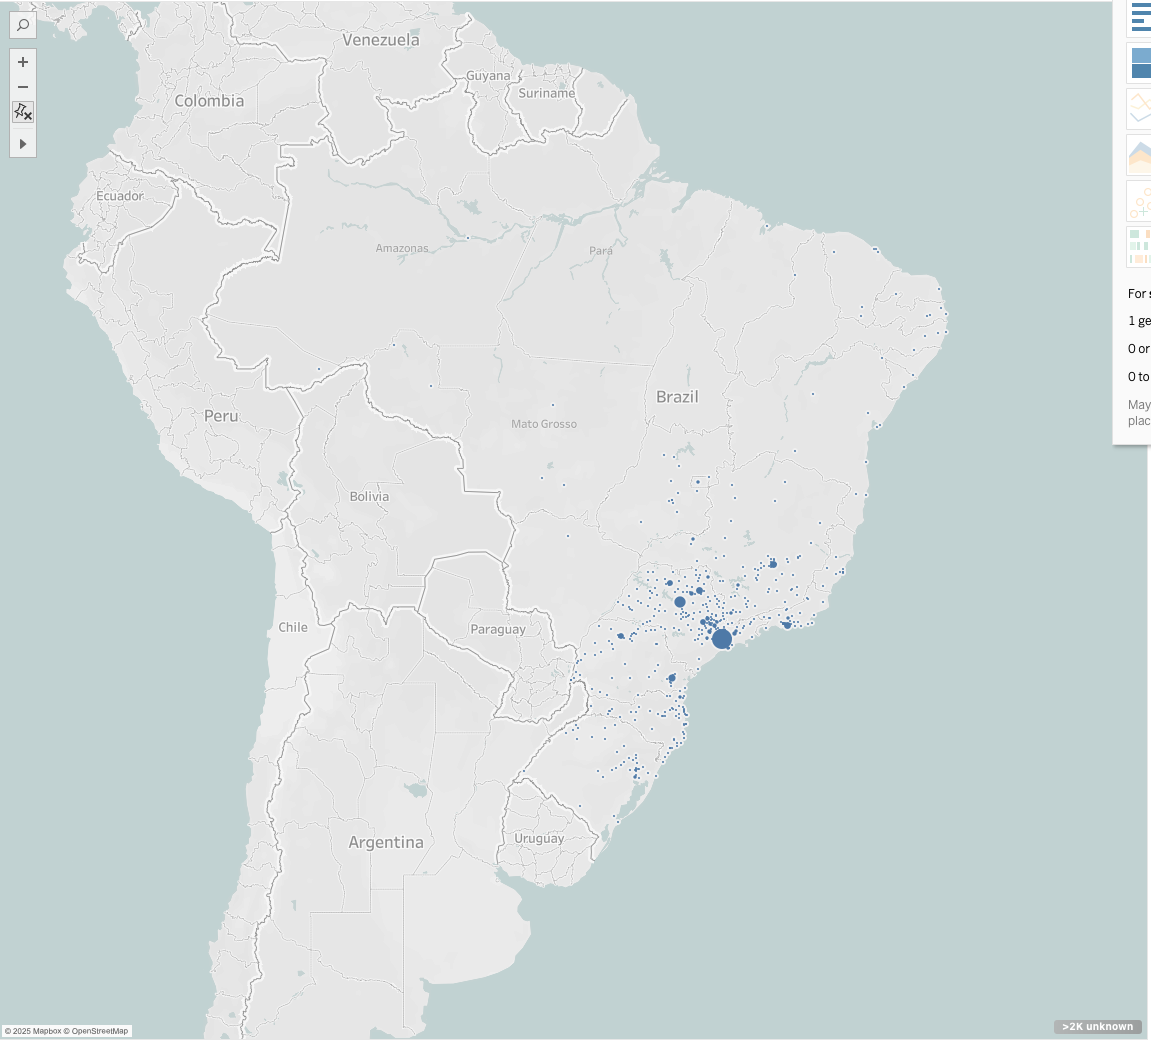 Venezuela
Guyana
Suriname
Colombia
Ecuador
Amazonas
Pará
For s
1 ge
0 or
0 to
May
plac
Peru
Brazil
Mato Grosso
Bolivia
Chile
Paraguay
Argentina
Uruguay
© 2025 Mapbox © OpenStreetMap
>2K unknown